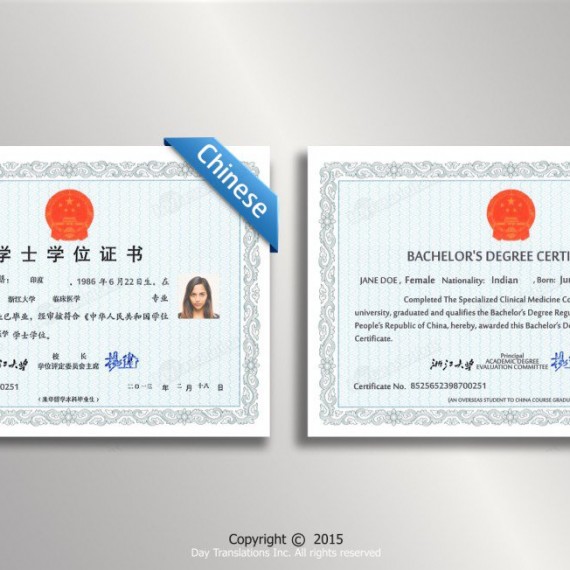 Chinese
学士学位证书
印度 , 1986 年 6 月 22 日生。在
浙江大学 临床医学 专业
已毕业, 经审核符合《中华人民共和国学位
学士学位。
浙江大学 校长
学位评定委员会主席
00251 二〇一三 年 二 月 十八 日
(来华留学本科毕业生)
BACHELOR'S DEGREE CERTI
JANE DOE , Female Nationality: Indian , Born: Jun
Completed The Specialized Clinical Medicine Co
university, graduated and qualifies the Bachelor's Degree Regu
People's Republic of China, hereby, awarded this Bachelor's De
Certificate.
浙江大学 Principal
ACADEMIC DEGREE
EVALUATION COMMITTEE
Certificate No. 8525652398700251
(AN OVERSEAS STUDENT TO CHINA COURSE GRADUA
Copyright © 2015
Day Translations Inc. All rights reserved